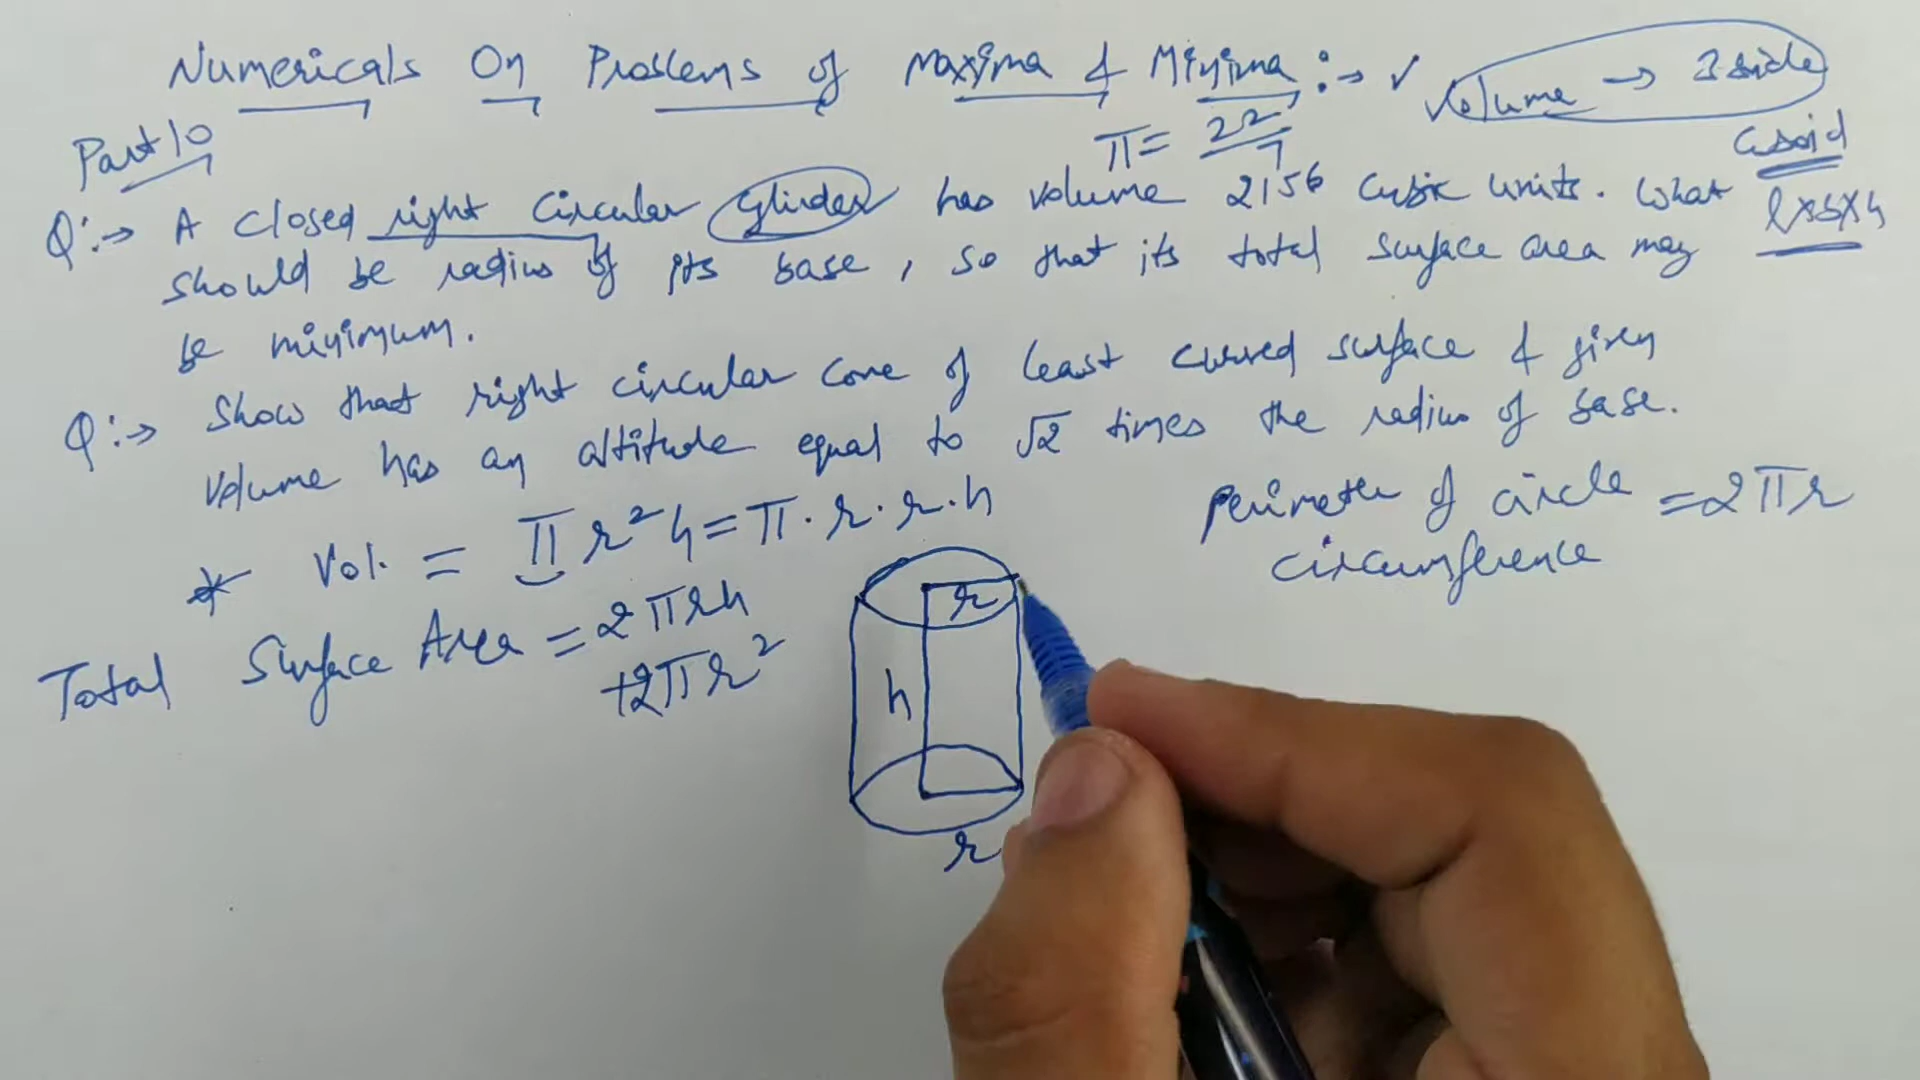 Numericals On Problems of Maxima & Minima :→ ✓
Volume → 3 side
Part 10
π = 22/7
Cuboid
l×b×h
Q:→ A closed right circular cylinder has volume 2156 cubic units. What
should be radius of its base, so that its total surface area may
be minimum.
Q:→ Show that right circular cone of least curved surface & given
volume has an altitude equal to √2 times the radius of base.
* Vol. = πr²h = π·r·r·h
Perimeter of circle = 2πr
circumference
Total Surface Area = 2πrh
+2πr²
r
h
r